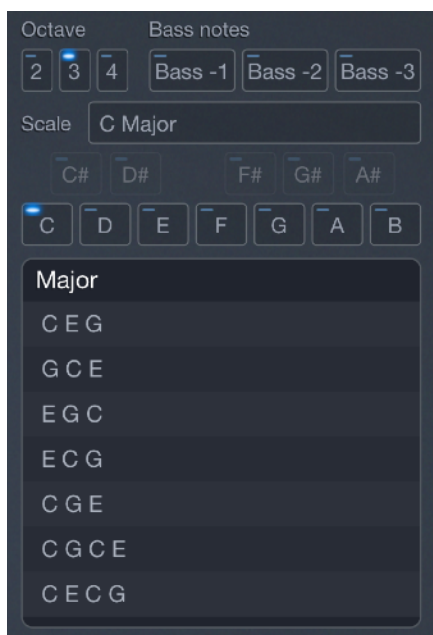 Octave Bass notes
2 3 4 Bass -1 Bass -2 Bass -3
Scale C Major
C# D# F# G# A#
C D E F G A B
Major
C E G
G C E
E G C
E C G
C G E
C G C E
C E C G